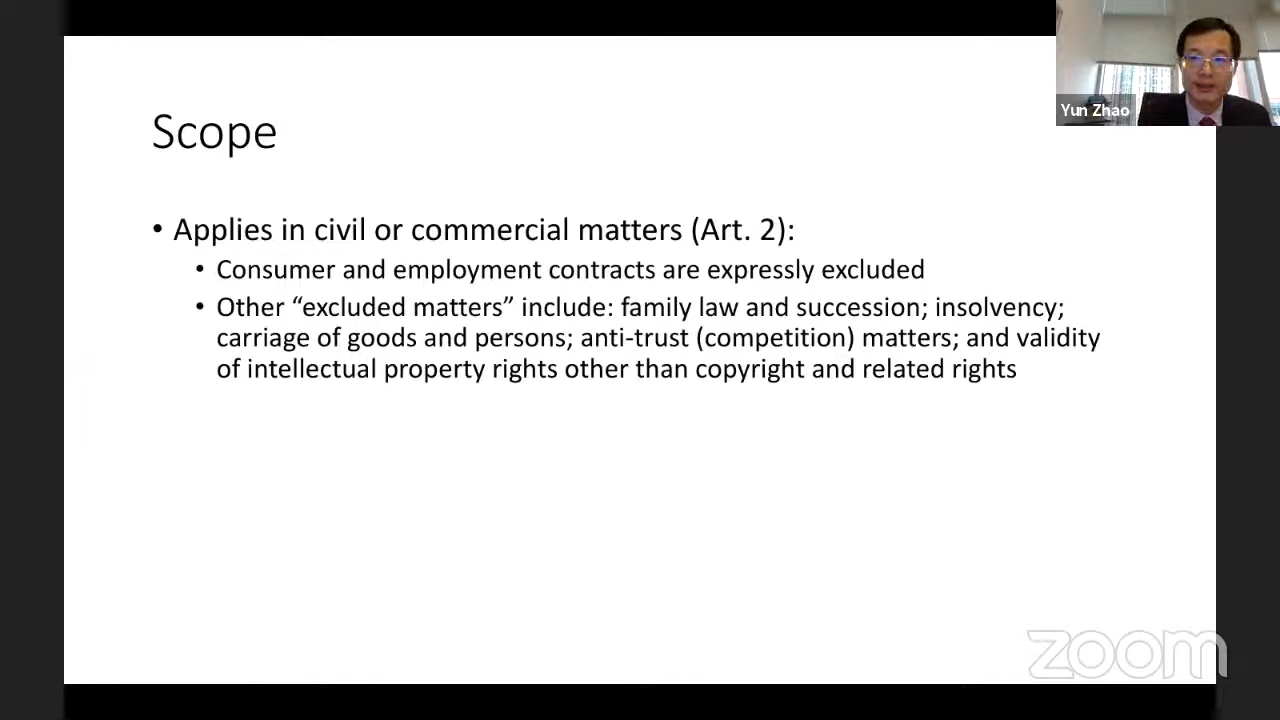 Yun Zhao
Scope
• Applies in civil or commercial matters (Art. 2):
• Consumer and employment contracts are expressly excluded
• Other “excluded matters” include: family law and succession; insolvency;
carriage of goods and persons; anti-trust (competition) matters; and validity
of intellectual property rights other than copyright and related rights
zoom